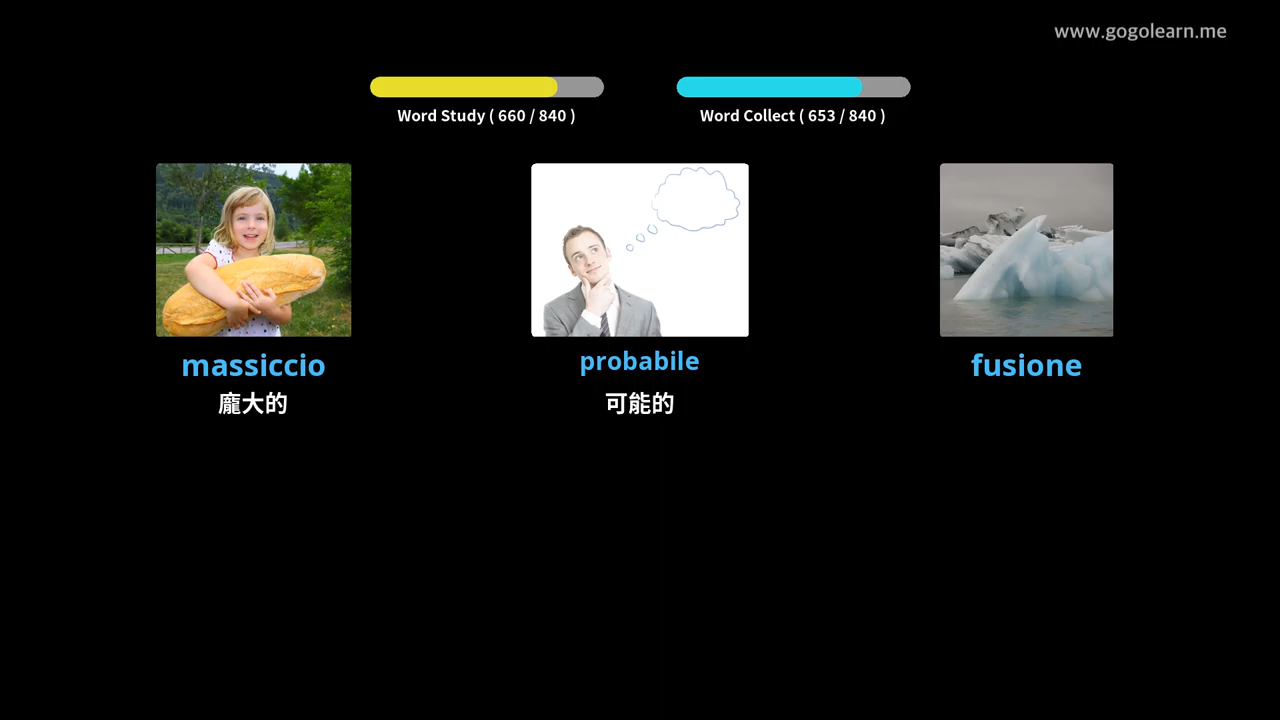 www.gogolearn.me
Word Study ( 660 / 840 )
Word Collect ( 653 / 840 )
massiccio
probabile
fusione
龐大的
可能的